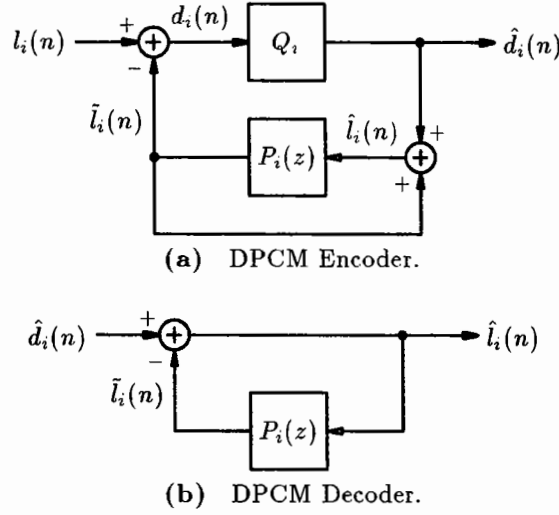 l_i(n) + d_i(n) Q_i d̂_i(n)
−
l̃_i(n) l̂_i(n) +
P_i(z)
+
(a) DPCM Encoder.
d̂_i(n) + l̂_i(n)
−
l̃_i(n) P_i(z)
(b) DPCM Decoder.